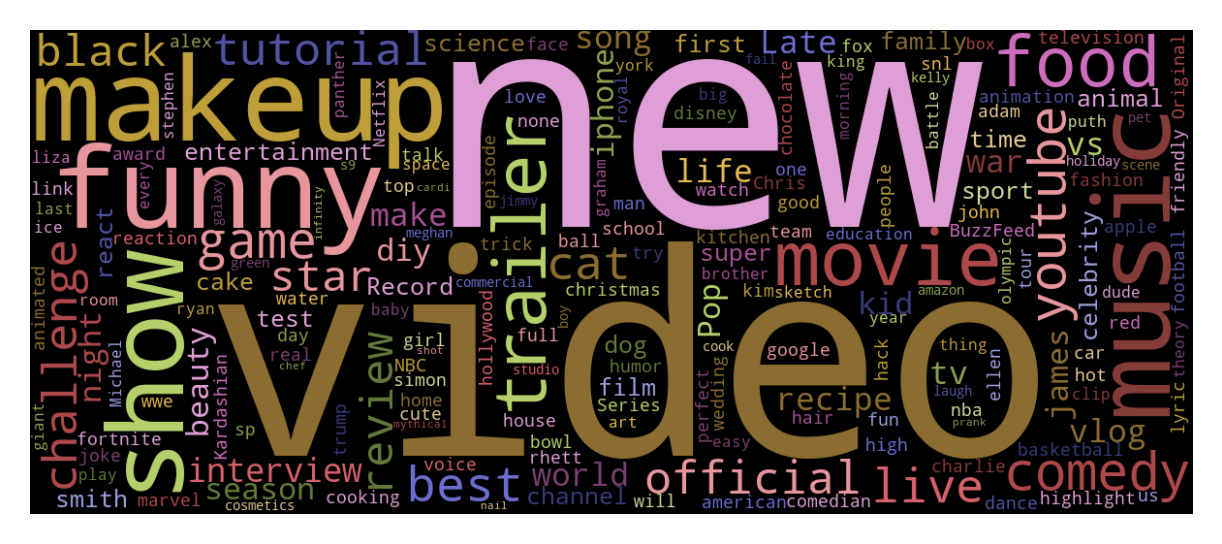 black
alex
tutorial
science
face
song
first
Late
fox
family
box
television
makeup
new
food
stephen
panther
Netflix
york
iphone
royal
fall
king
snl
kelly
love
none
big
disney
chocolate
morning
battle
animation
adam
animal
Original
funny
liza
award
entertainment
talk
space
episode
trailer
life
watch
Chris
one
good
people
time
war
puth
vs
pet
holiday
scene
friendly
music
link
every
s9
galaxy
infinity
top
cardi
jimmy
graham
man
school
kitchen
team
education
john
sport
BuzzFeed
youtube
fashion
last
ice
react
reaction
game
green
make
meghan
diy
trick
ball
try
super
brother
movie
olympic
tour
celebrity
apple
football
challenge
animated
room
night
show
cake
star
water
Record
commercial
cat
christmas
Pop
kim
sketch
kid
amazon
dude
ryan
test
day
video
baby
hollywood
full
boy
year
red
theory
giant
Michael
wwe
beauty
Kardashian
real
chef
review
girl
shot
NBC
simon
home
cute
mythical
studio
house
dog
humor
film
Series
art
cook
wedding
perfect
easy
google
recipe
hair
hack
fun
thing
tv
laugh
nba
prank
ellen
james
car
hot
clip
lyric
fortnite
joke
play
sp
trump
voice
bowl
rhett
high
vlog
basketball
smith
marvel
interview
season
cosmetics
cooking
best
nail
world
channel
official
will
american
comedian
live
charlie
dance
comedy
highlight
us